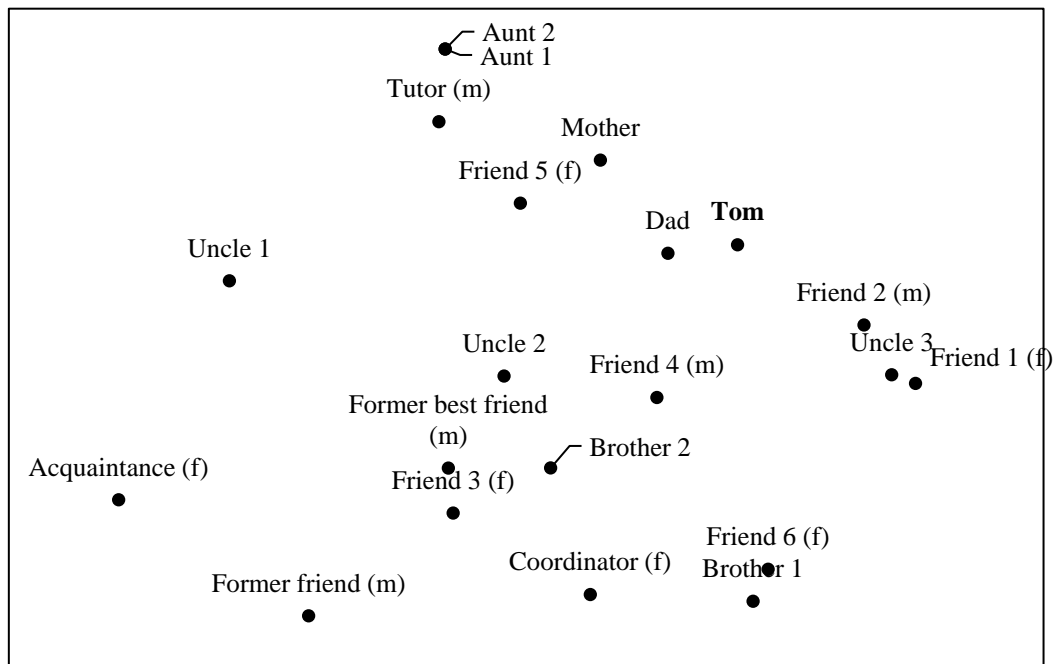 Aunt 2
Aunt 1
Tutor (m)
Mother
Friend 5 (f)
Tom
Dad
Uncle 1
Friend 2 (m)
Uncle 2
Uncle 3
Friend 1 (f)
Friend 4 (m)
Former best friend
(m)
Brother 2
Acquaintance (f)
Friend 3 (f)
Friend 6 (f)
Coordinator (f)
Brother 1
Former friend (m)